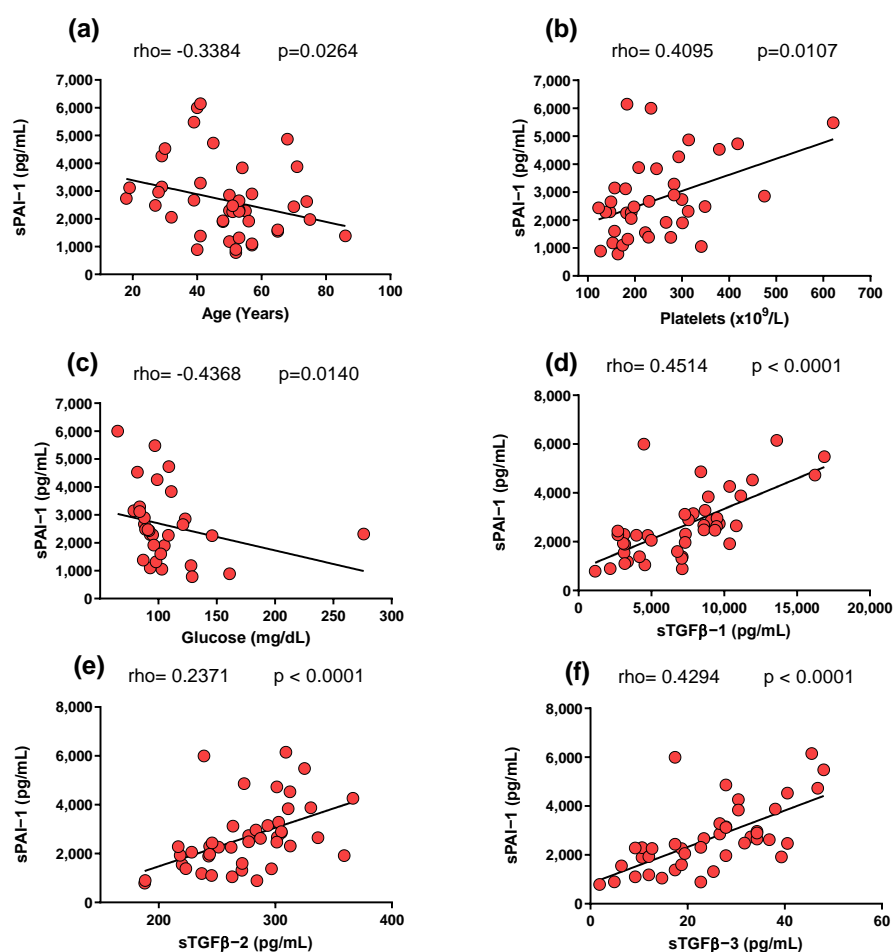 (a)
rho= -0.3384 p=0.0264
sPAI−1 (pg/mL)
7,000
6,000
5,000
4,000
3,000
2,000
1,000
0
20 40 60 80 100
Age (Years)
(b)
rho= 0.4095 p=0.0107
sPAI−1 (pg/mL)
7,000
6,000
5,000
4,000
3,000
2,000
1,000
0
100 200 300 400 500 600 700
Platelets (x10⁹/L)
(c)
rho= -0.4368 p=0.0140
sPAI−1 (pg/mL)
7,000
6,000
5,000
4,000
3,000
2,000
1,000
0
100 150 200 250 300
Glucose (mg/dL)
(d)
rho= 0.4514 p < 0.0001
sPAI−1 (pg/mL)
8,000
6,000
4,000
2,000
0
5,000 10,000 15,000 20,000
sTGFβ−1 (pg/mL)
(e)
rho= 0.2371 p < 0.0001
sPAI−1 (pg/mL)
8,000
6,000
4,000
2,000
0
200 300 400
sTGFβ−2 (pg/mL)
(f)
rho= 0.4294 p < 0.0001
sPAI−1 (pg/mL)
8,000
6,000
4,000
2,000
0
0 20 40 60
sTGFβ−3 (pg/mL)